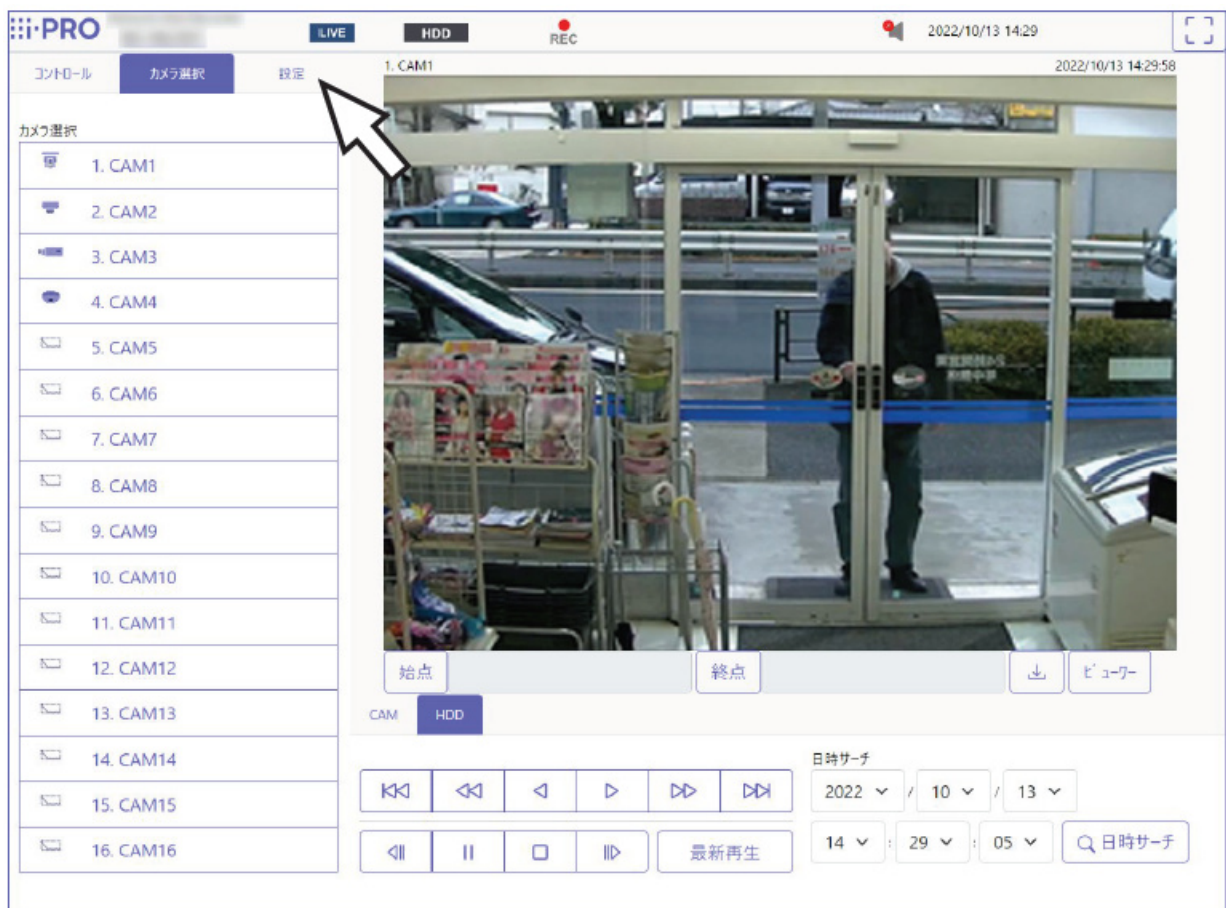 i-PRO
LIVE
HDD
REC
2022/10/13 14:29
コントロール
カメラ選択
設定
1. CAM1
2022/10/13 14:29:58
カメラ選択
1. CAM1
2. CAM2
3. CAM3
4. CAM4
5. CAM5
6. CAM6
7. CAM7
8. CAM8
9. CAM9
10. CAM10
11. CAM11
12. CAM12
13. CAM13
14. CAM14
15. CAM15
16. CAM16
始点
終点
ビューワー
CAM
HDD
日時サーチ
2022 / 10 / 13
14 : 29 : 05
日時サーチ
最新再生